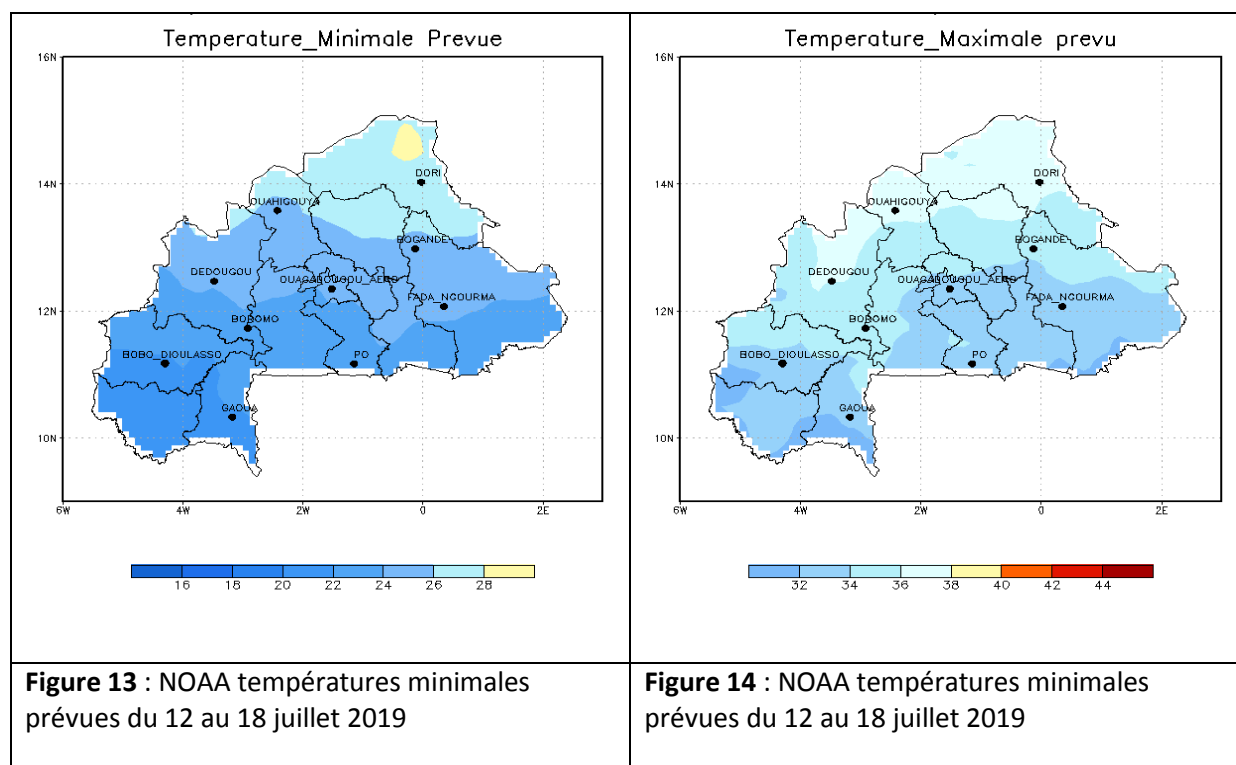 Temperature_Minimale Prevue
16N
14N
12N
10N
6W
4W
2W
0
2E
DORI
OUAHIGOUYA
BOGANDE
DEDOUGOU
OUAGADOUGOU_AERO
FADA_NGOURMA
BOROMO
BOBO_DIOULASSO
PO
GAOUA
16
18
20
22
24
26
28
Temperature_Maximale prevu
16N
14N
12N
10N
6W
4W
2W
0
2E
DORI
OUAHIGOUYA
BOGANDE
DEDOUGOU
OUAGADOUGOU_AERO
FADA_NGOURMA
BOROMO
BOBO_DIOULASSO
PO
GAOUA
32
34
36
38
40
42
44
Figure 13 : NOAA températures minimales
prévues du 12 au 18 juillet 2019
Figure 14 : NOAA températures minimales
prévues du 12 au 18 juillet 2019